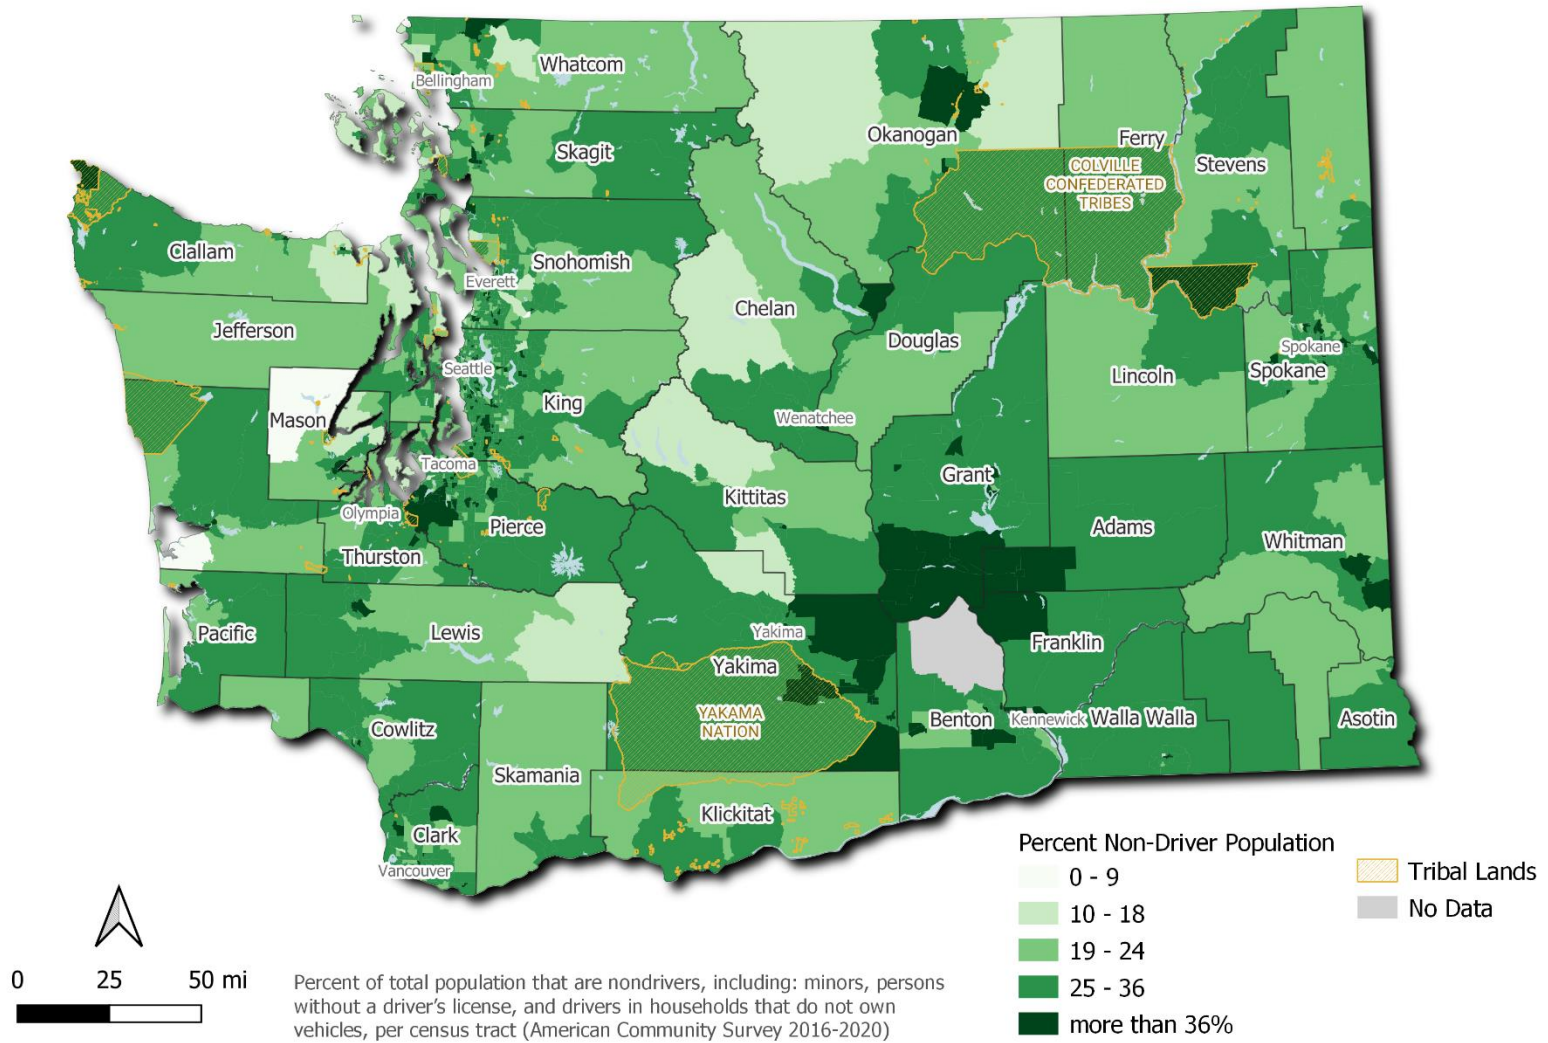 Whatcom
Bellingham
Okanogan
Ferry
Skagit
Stevens
COLVILLE
CONFEDERATED
TRIBES
Clallam
Snohomish
Everett
Chelan
Jefferson
Douglas
Seattle
Spokane
Lincoln
Spokane
King
Mason
Wenatchee
Tacoma
Grant
Kittitas
Olympia
Pierce
Adams
Whitman
Thurston
Pacific
Lewis
Yakima
Franklin
Yakima
YAKAMA
NATION
Benton
Kennewick
Walla Walla
Asotin
Cowlitz
Skamania
Klickitat
Clark
Vancouver
Percent Non-Driver Population
0 - 9
10 - 18
19 - 24
25 - 36
more than 36%
Tribal Lands
No Data
0 25 50 mi
Percent of total population that are nondrivers, including: minors, persons
without a driver's license, and drivers in households that do not own
vehicles, per census tract (American Community Survey 2016-2020)